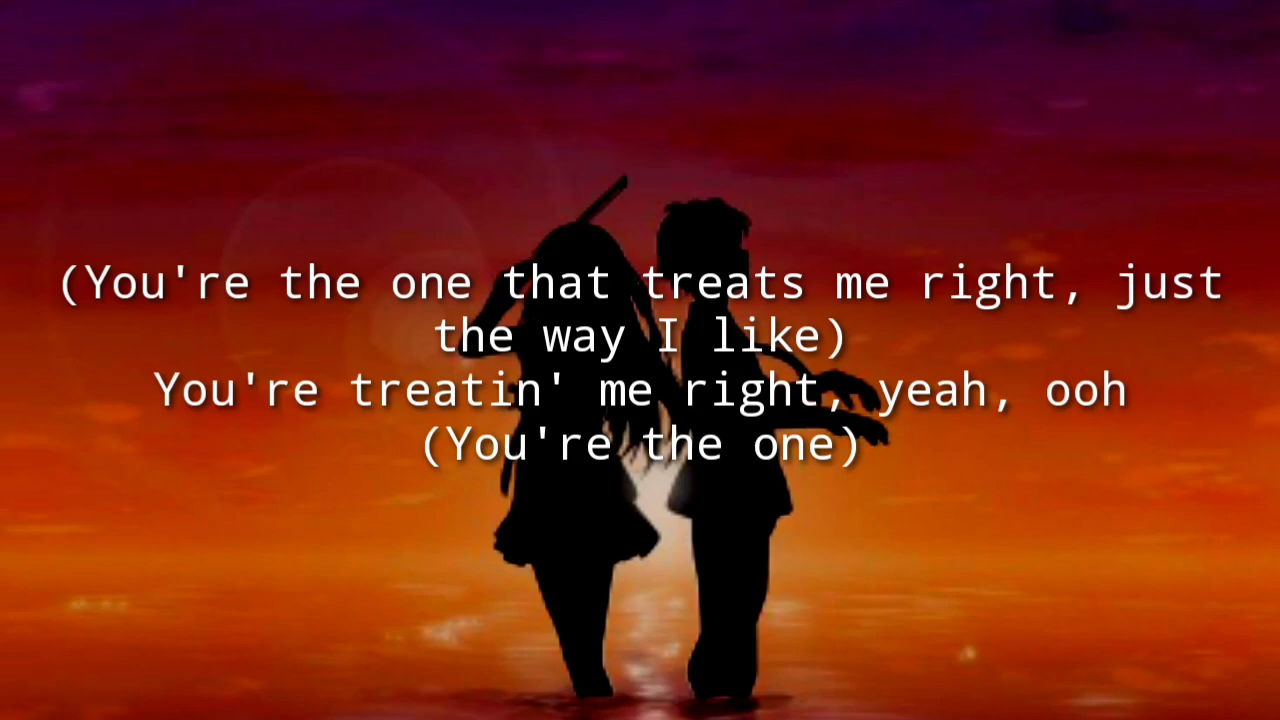 (You're the one that treats me right, just
the way I like)
You're treatin' me right, yeah, ooh
(You're the one)